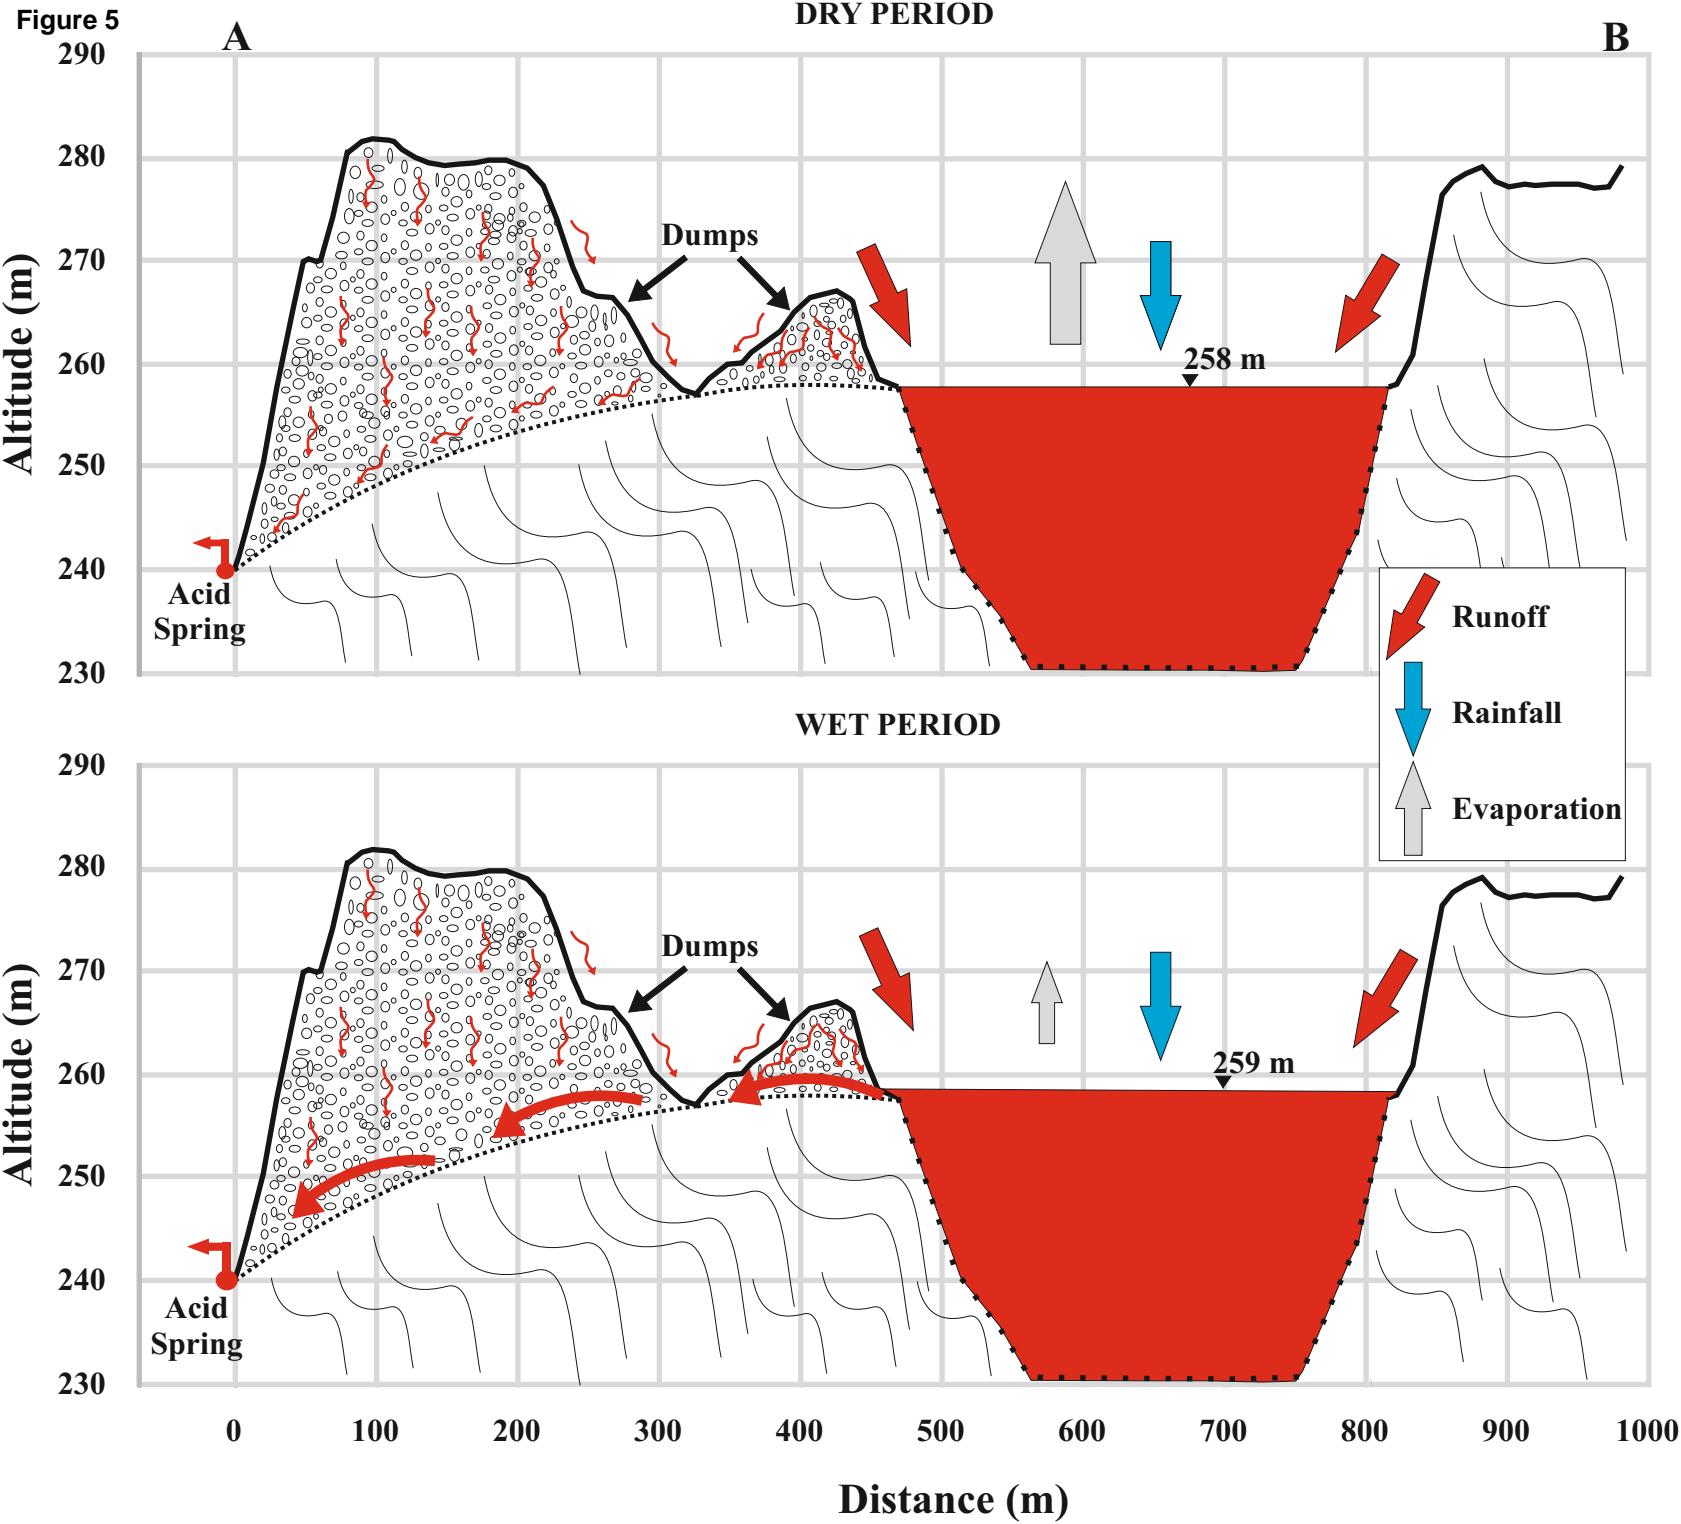 Figure 5
DRY PERIOD
A
B
290
280
270
260
250
240
230
Altitude (m)
Dumps
258 m
Acid
Spring
Runoff
Rainfall
Evaporation
WET PERIOD
290
280
270
260
250
240
230
Altitude (m)
Dumps
259 m
Acid
Spring
0 100 200 300 400 500 600 700 800 900 1000
Distance (m)